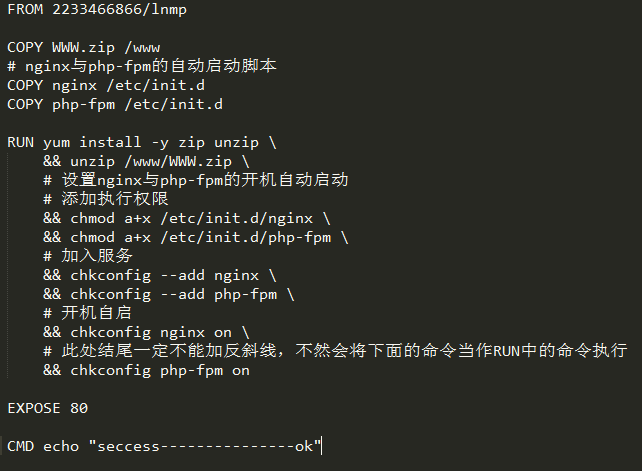 FROM 2233466866/lnmp
COPY WWW.zip /www
# nginx与php-fpm的自动启动脚本
COPY nginx /etc/init.d
COPY php-fpm /etc/init.d
RUN yum install -y zip unzip \
&& unzip /www/WWW.zip \
# 设置nginx与php-fpm的开机自动启动
# 添加执行权限
&& chmod a+x /etc/init.d/nginx \
&& chmod a+x /etc/init.d/php-fpm \
# 加入服务
&& chkconfig --add nginx \
&& chkconfig --add php-fpm \
# 开机自启
&& chkconfig nginx on \
# 此处结尾一定不能加反斜线，不然会将下面的命令当作RUN中的命令执行
&& chkconfig php-fpm on
EXPOSE 80
CMD echo "seccess---------------ok"